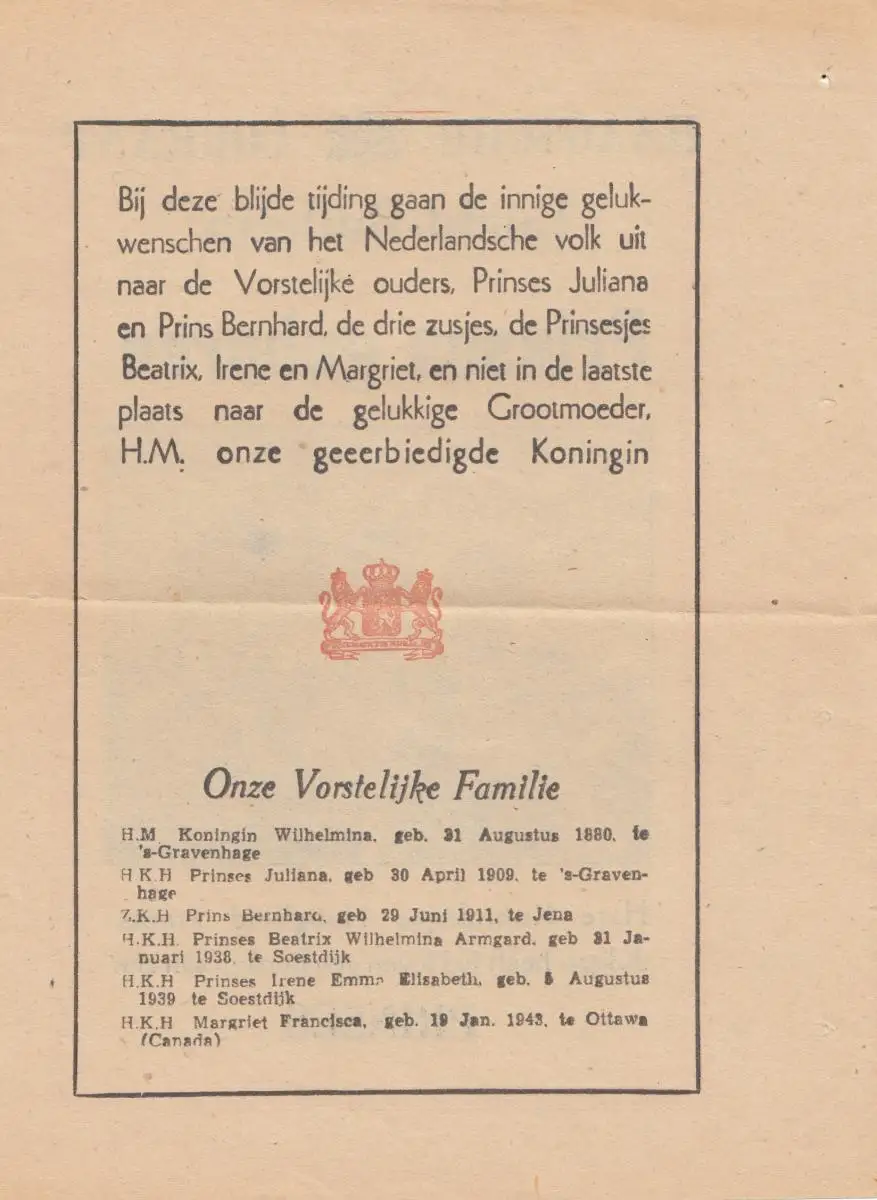 Bij deze blijde tijding gaan de innige geluk-
wenschen van het Nederlandsche volk uit
naar de Vorstelijke ouders, Prinses Juliana
en Prins Bernhard, de drie zusjes, de Prinsesjes
Beatrix, Irene en Margriet, en niet in de laatste
plaats naar de gelukkige Grootmoeder,
H.M. onze geeerbiedigde Koningin
Onze Vorstelijke Familie
H.M Koningin Wilhelmina, geb. 31 Augustus 1880, te
's-Gravenhage
H K.H Prinses Juliana, geb 30 April 1909, te 's-Graven-
hage
Z.K.H Prins Bernhard, geb 29 Juni 1911, te Jena
H.K.H. Prinses Beatrix Wilhelmina Armgard, geb 31 Ja-
nuari 1938, te Soestdijk
H.K.H Prinses Irene Emma Elisabeth, geb. 5 Augustus
1939 te Soestdijk
H.K.H Margriet Francisca, geb. 19 Jan. 1943, te Ottawa
(Canada)